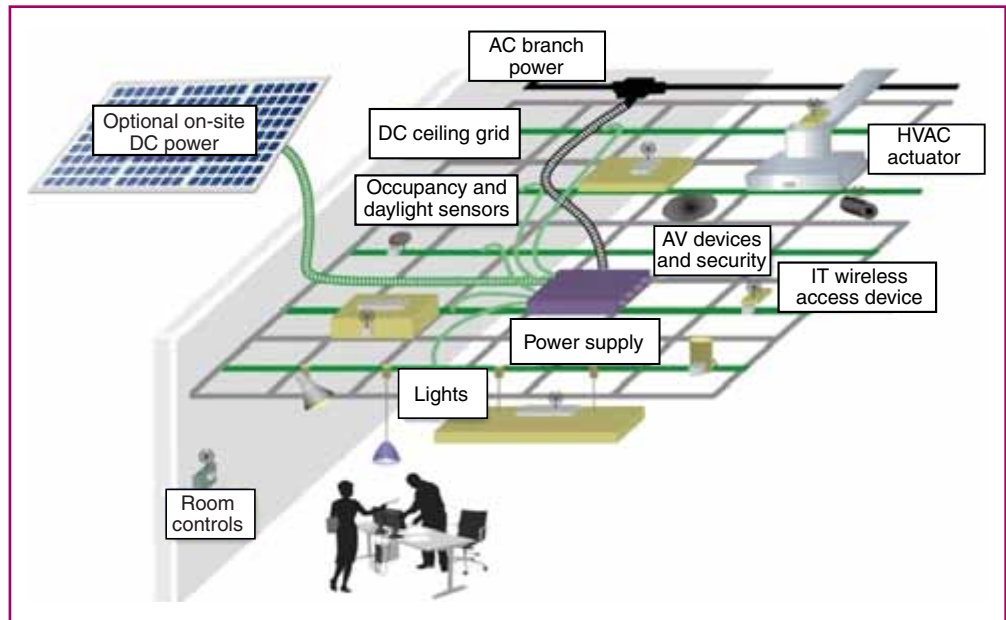 AC branch
power
Optional on-site
DC power
DC ceiling grid
HVAC
actuator
Occupancy and
daylight sensors
AV devices
and security
IT wireless
access device
Power supply
Lights
Room
controls